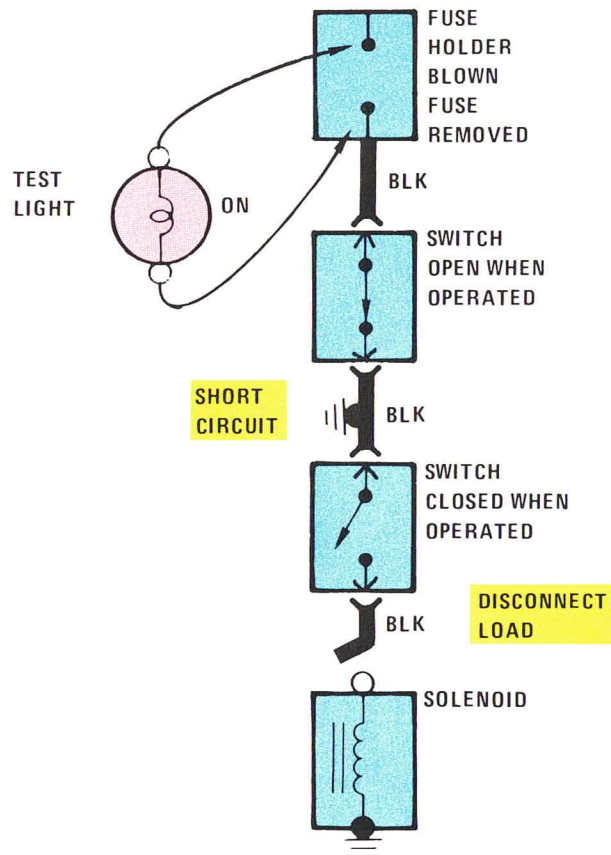 FUSE
HOLDER
BLOWN
FUSE
REMOVED
TEST
LIGHT
ON
BLK
SWITCH
OPEN WHEN
OPERATED
SHORT
CIRCUIT
BLK
SWITCH
CLOSED WHEN
OPERATED
BLK
DISCONNECT
LOAD
SOLENOID